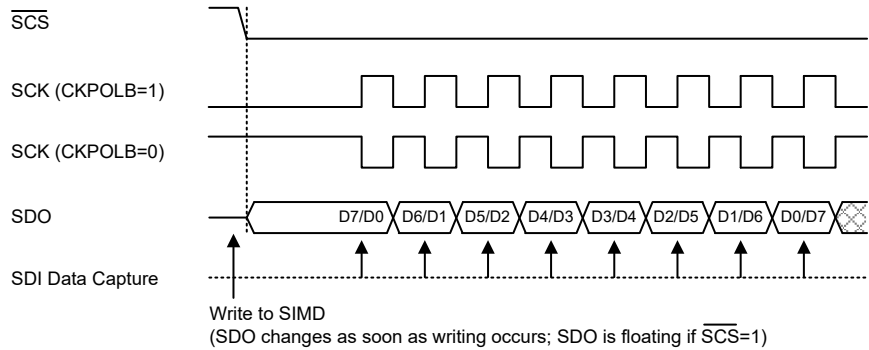 SCS
SCK (CKPOLB=1)
SCK (CKPOLB=0)
SDO
D7/D0 D6/D1 D5/D2 D4/D3 D3/D4 D2/D5 D1/D6 D0/D7
SDI Data Capture
Write to SIMD
(SDO changes as soon as writing occurs; SDO is floating if SCS=1)